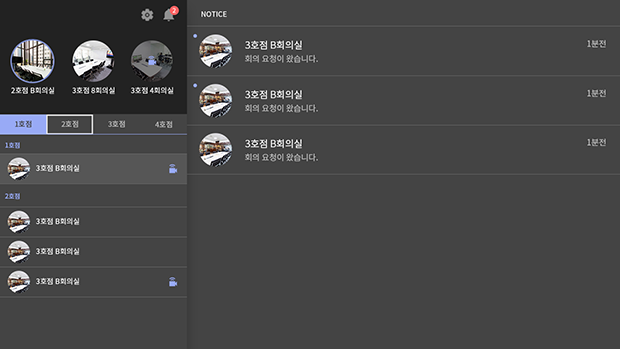 2
2호점 B회의실
3호점 8회의실
3호점 4회의실
1호점
2호점
3호점
4호점
1호점
3호점 B회의실
2호점
3호점 B회의실
3호점 B회의실
3호점 B회의실
NOTICE
3호점 B회의실
1분전
회의 요청이 왔습니다.
3호점 B회의실
1분전
회의 요청이 왔습니다.
3호점 B회의실
1분전
회의 요청이 왔습니다.